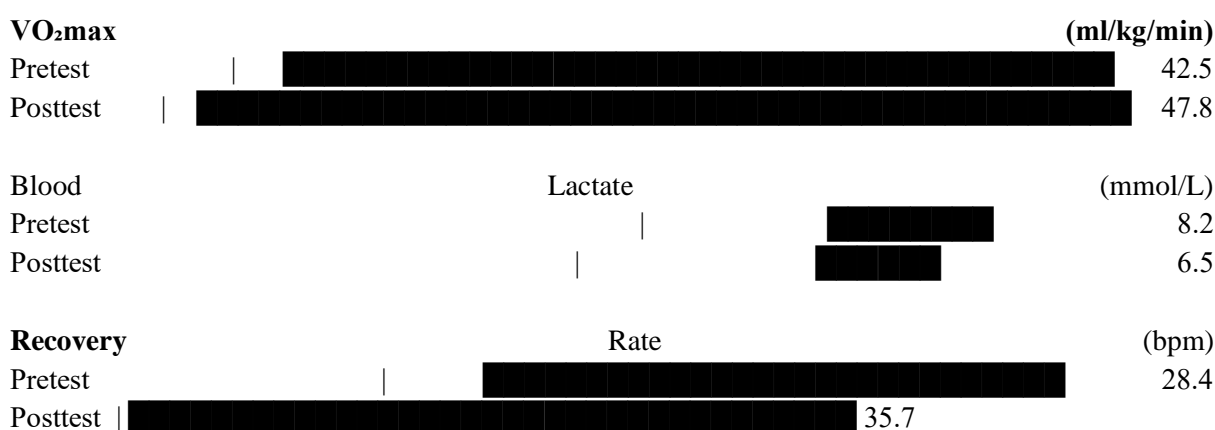 VO₂max (ml/kg/min)
Pretest | 42.5
Posttest | 47.8
Blood Lactate (mmol/L)
Pretest | 8.2
Posttest | 6.5
Recovery Rate (bpm)
Pretest | 28.4
Posttest | 35.7